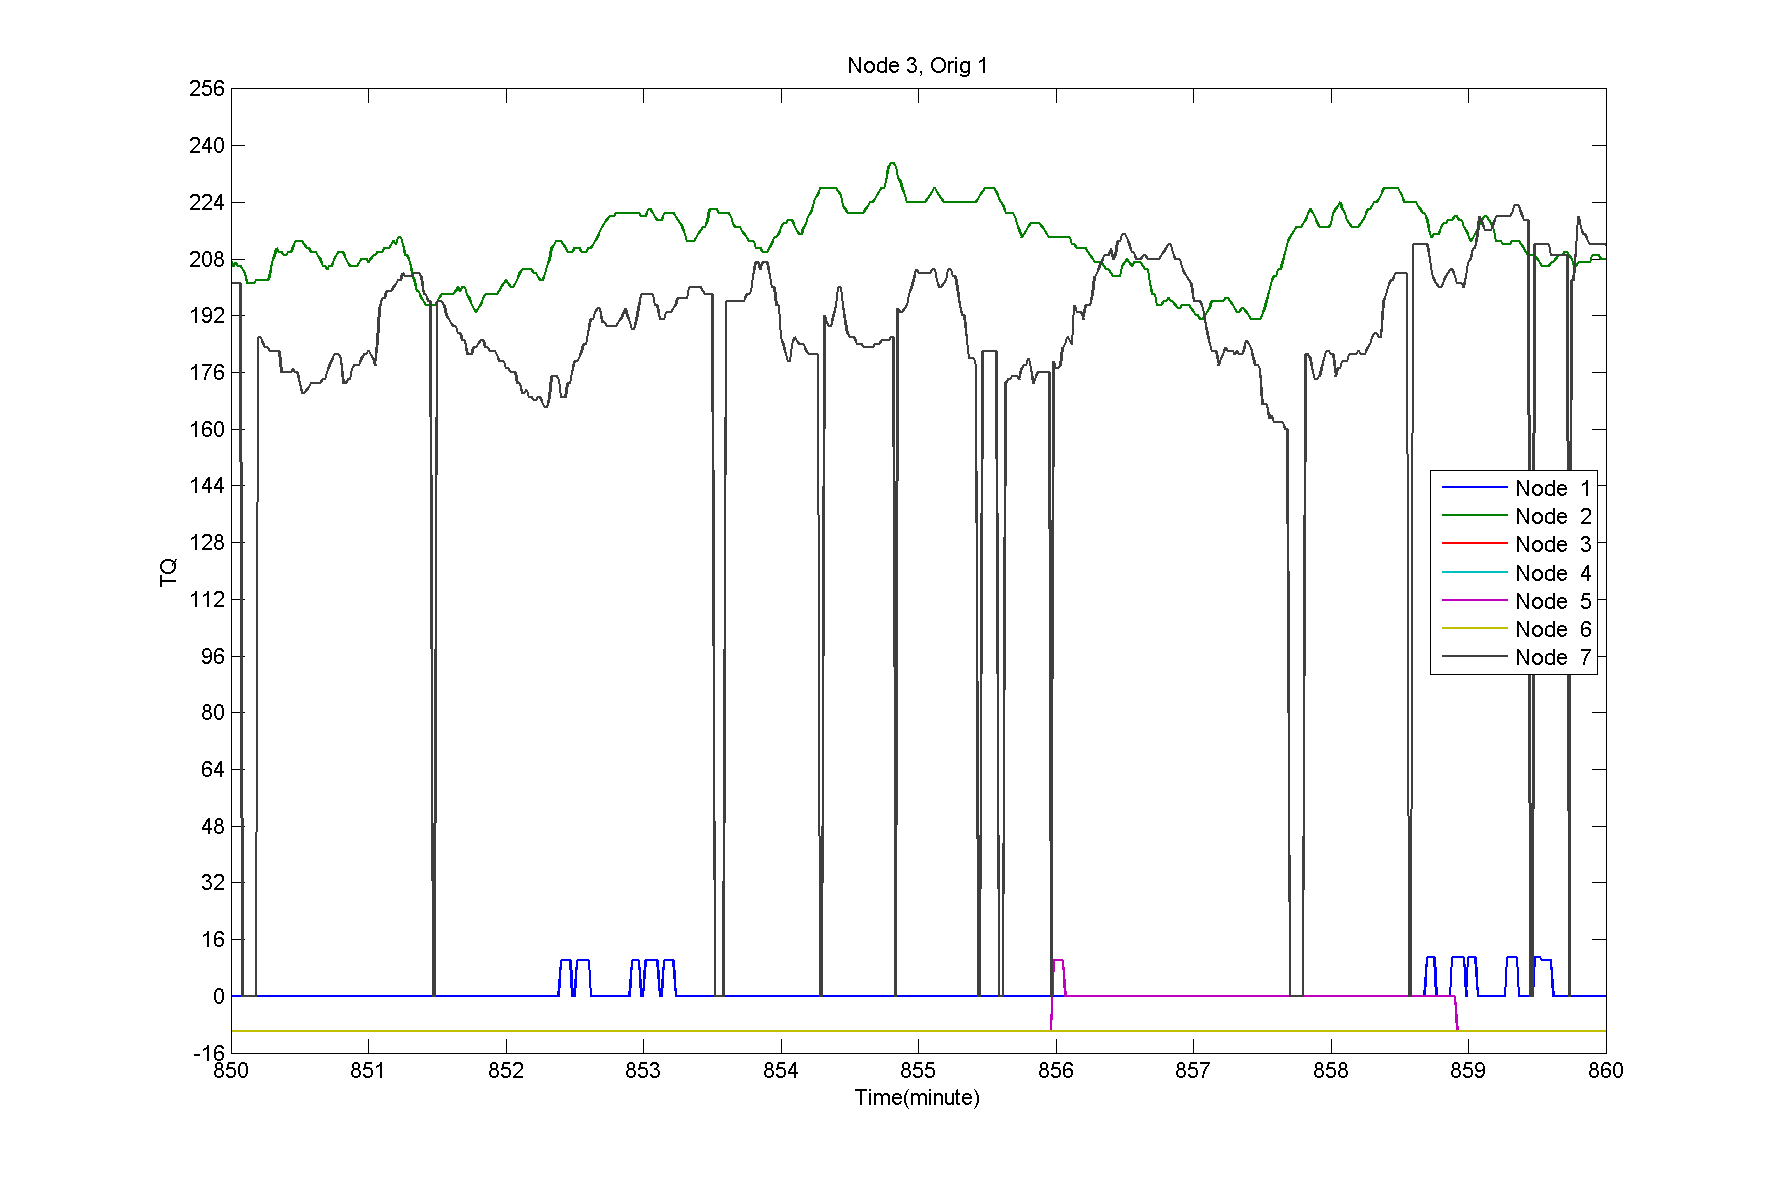 Node 3, Orig 1
256
240
224
208
192
176
160
144
128
112
96
80
64
48
32
16
0
-16
TQ
Node 1
Node 2
Node 3
Node 4
Node 5
Node 6
Node 7
850 851 852 853 854 855 856 857 858 859 860
Time(minute)